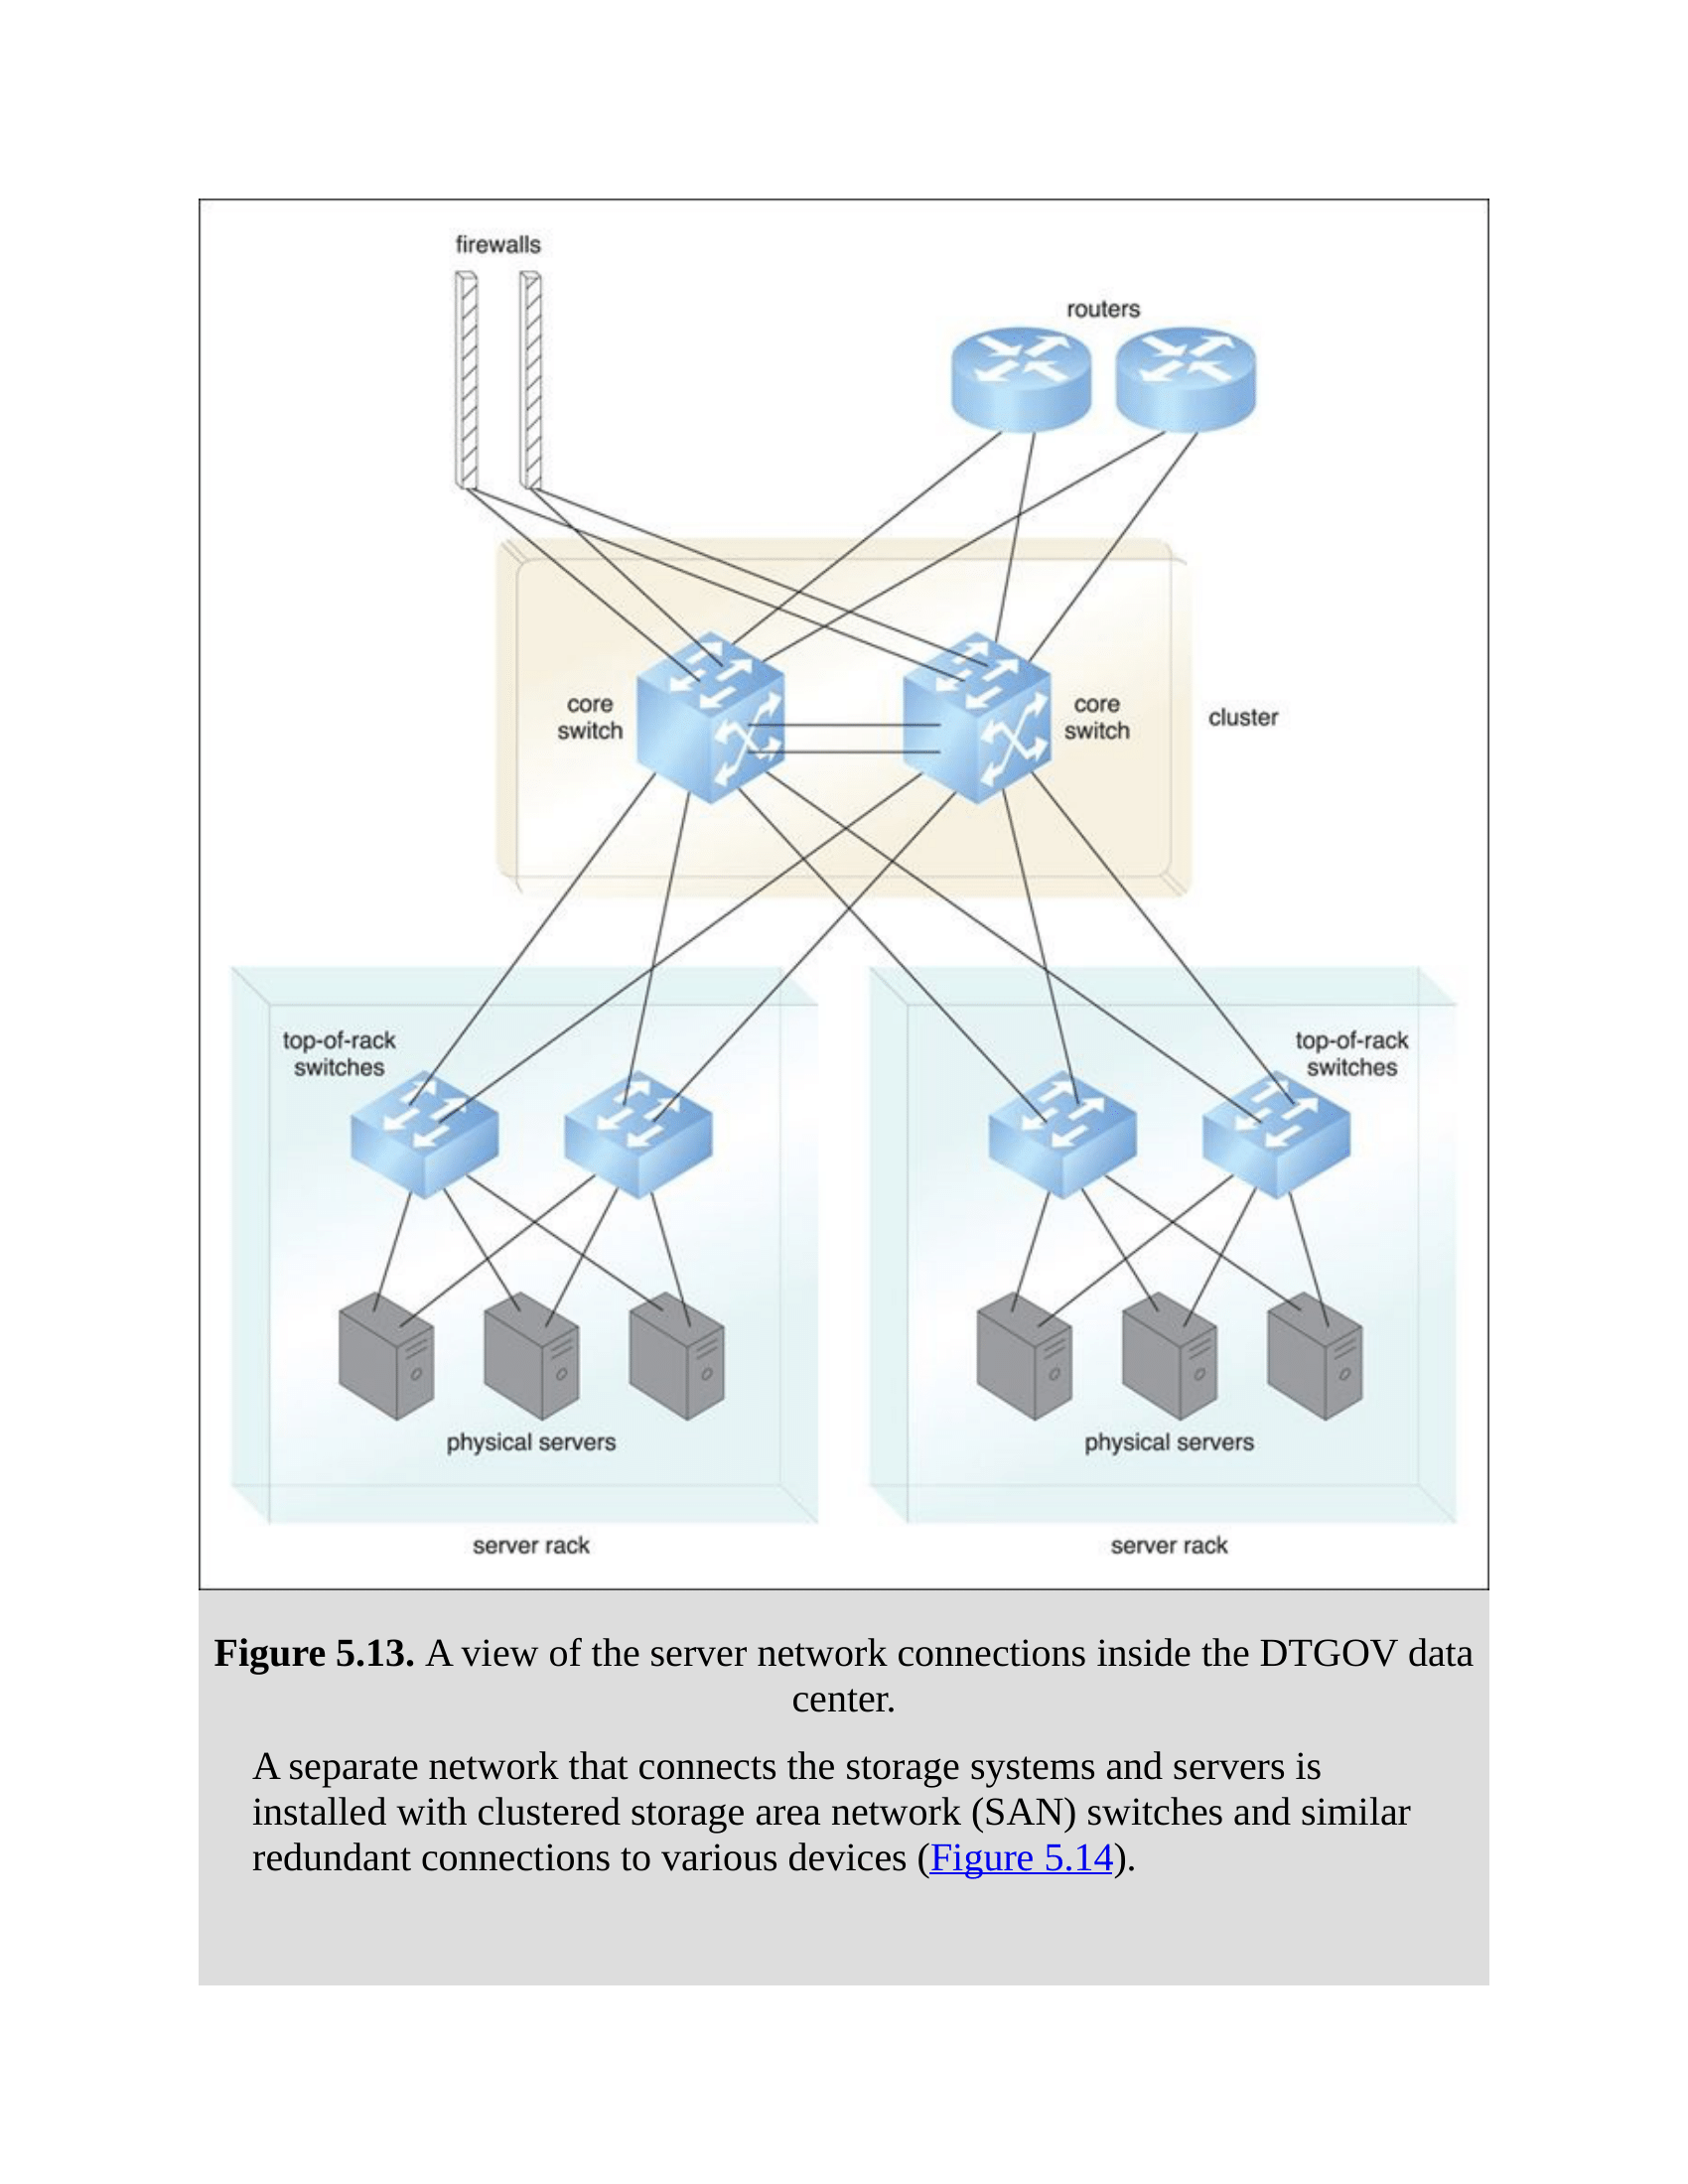 firewalls
routers
core
switch
core
switch
cluster
top-of-rack
switches
top-of-rack
switches
physical servers
physical servers
server rack
server rack
Figure 5.13. A view of the server network connections inside the DTGOV data
center.
A separate network that connects the storage systems and servers is
installed with clustered storage area network (SAN) switches and similar
redundant connections to various devices (Figure 5.14).